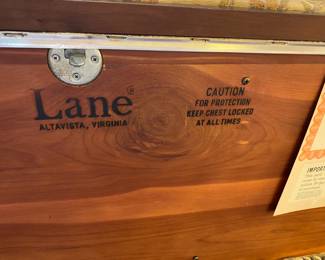 Lane®
ALTAVISTA, VIRGINIA
CAUTION
FOR PROTECTION
KEEP CHEST LOCKED
AT ALL TIMES